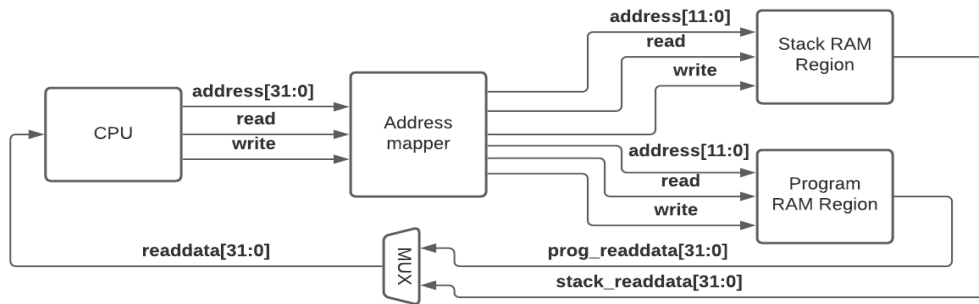 address[11:0]
read
write
Stack RAM
Region
address[31:0]
read
write
CPU
Address
mapper
address[11:0]
read
write
Program
RAM Region
readdata[31:0]
MUX
prog_readdata[31:0]
stack_readdata[31:0]